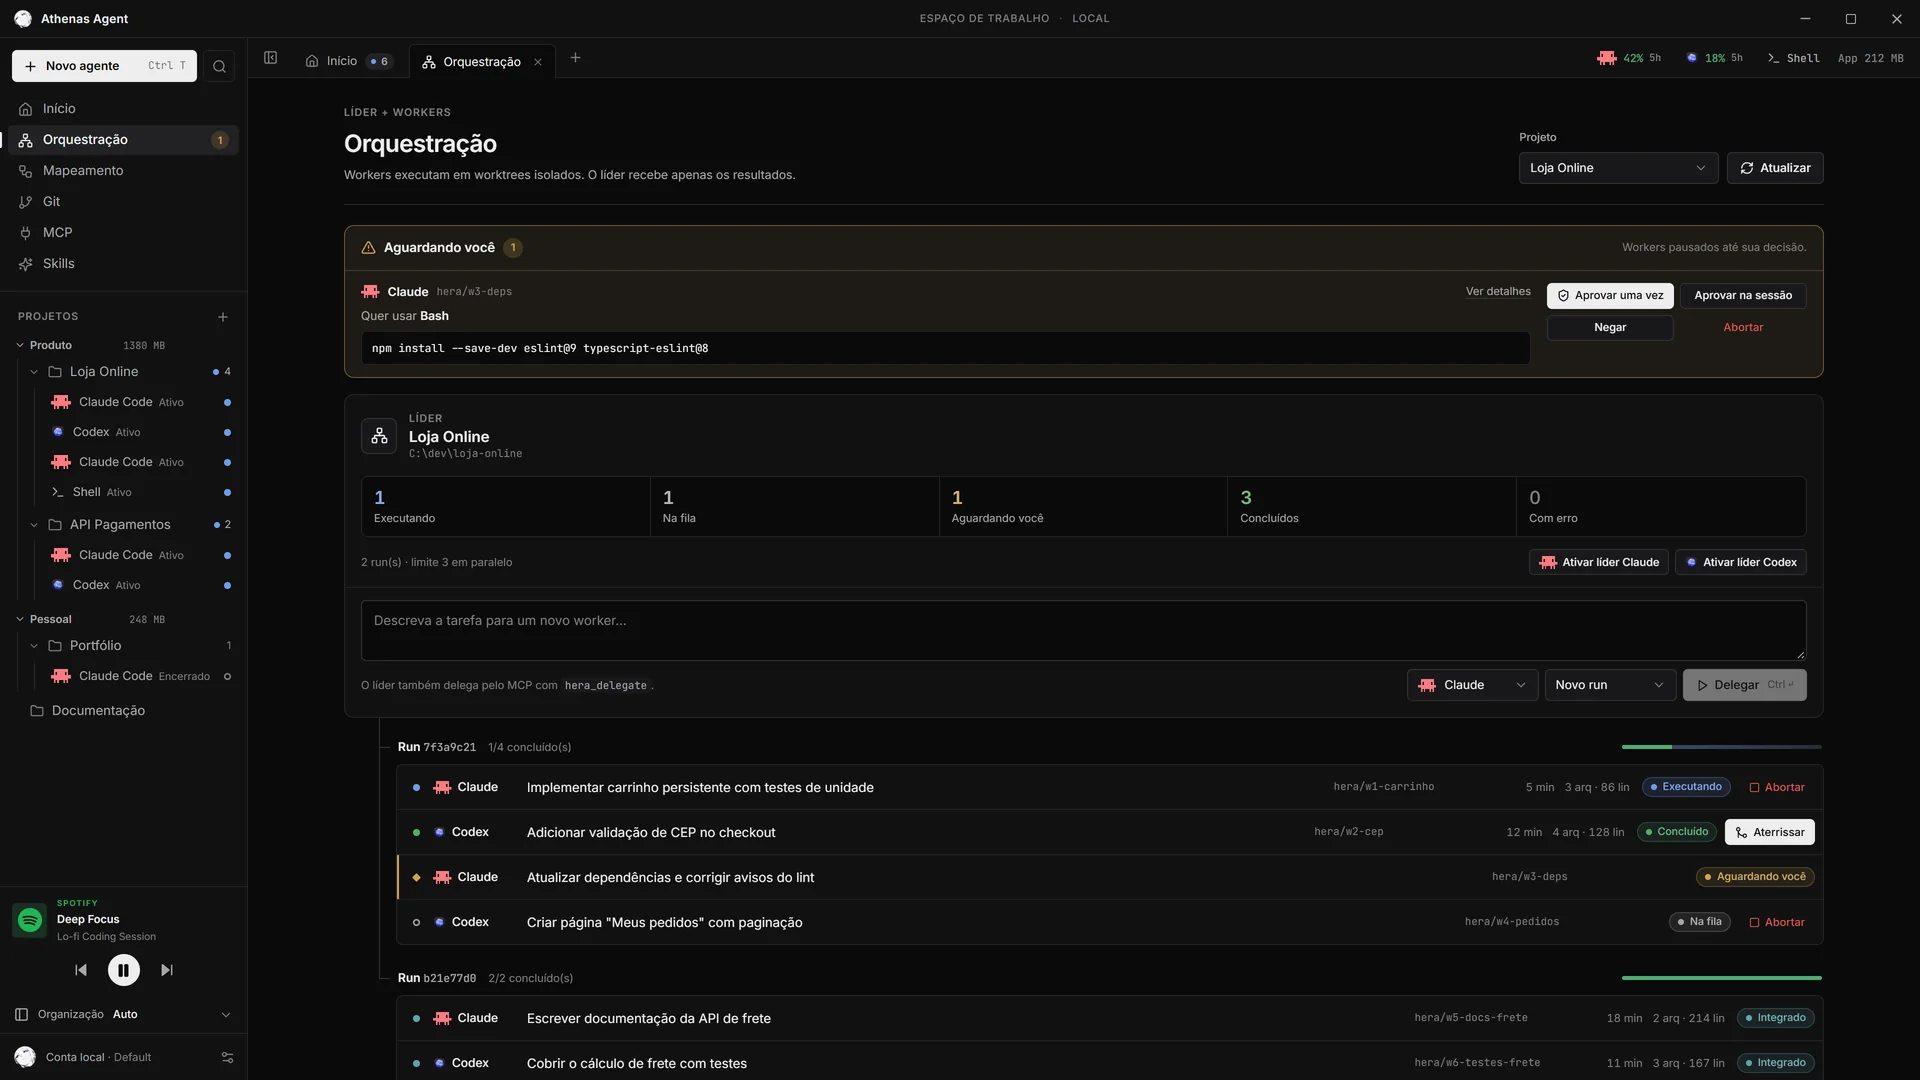 Athenas Agent
ESPAÇO DE TRABALHO · LOCAL
Novo agente Ctrl T
Início 6
Orquestração
42% 5h
18% 5h
Shell
App 212 MB
Início
Orquestração 1
Mapeamento
Git
MCP
Skills
PROJETOS
Produto 1380 MB
Loja Online 4
Claude Code Ativo
Codex Ativo
Claude Code Ativo
Shell Ativo
API Pagamentos 2
Claude Code Ativo
Codex Ativo
Pessoal 248 MB
Portfólio 1
Claude Code Encerrado
Documentação
SPOTIFY
Deep Focus
Lo-fi Coding Session
Organização Auto
Conta local · Default
LÍDER + WORKERS
Orquestração
Workers executam em worktrees isolados. O líder recebe apenas os resultados.
Projeto
Loja Online
Atualizar
Aguardando você 1
Workers pausados até sua decisão.
Claude hera/w3-deps
Ver detalhes
Quer usar Bash
npm install --save-dev eslint@9 typescript-eslint@8
Aprovar uma vez
Aprovar na sessão
Negar
Abortar
LÍDER
Loja Online
C:\dev\loja-online
1
Executando
1
Na fila
1
Aguardando você
3
Concluídos
0
Com erro
2 run(s) · limite 3 em paralelo
Ativar líder Claude
Ativar líder Codex
Descreva a tarefa para um novo worker...
O líder também delega pelo MCP com hera_delegate .
Claude
Novo run
Delegar Ctrl↵
Run 7f3a9c21 1/4 concluído(s)
Claude Implementar carrinho persistente com testes de unidade hera/w1-carrinho 5 min 3 arq · 86 lin Executando Abortar
Codex Adicionar validação de CEP no checkout hera/w2-cep 12 min 4 arq · 128 lin Concluído Aterrissar
Claude Atualizar dependências e corrigir avisos do lint hera/w3-deps Aguardando você
Codex Criar página "Meus pedidos" com paginação hera/w4-pedidos Na fila Abortar
Run b21e77d0 2/2 concluído(s)
Claude Escrever documentação da API de frete hera/w5-docs-frete 18 min 2 arq · 214 lin Integrado
Codex Cobrir o cálculo de frete com testes hera/w6-testes-frete 11 min 3 arq · 167 lin Integrado